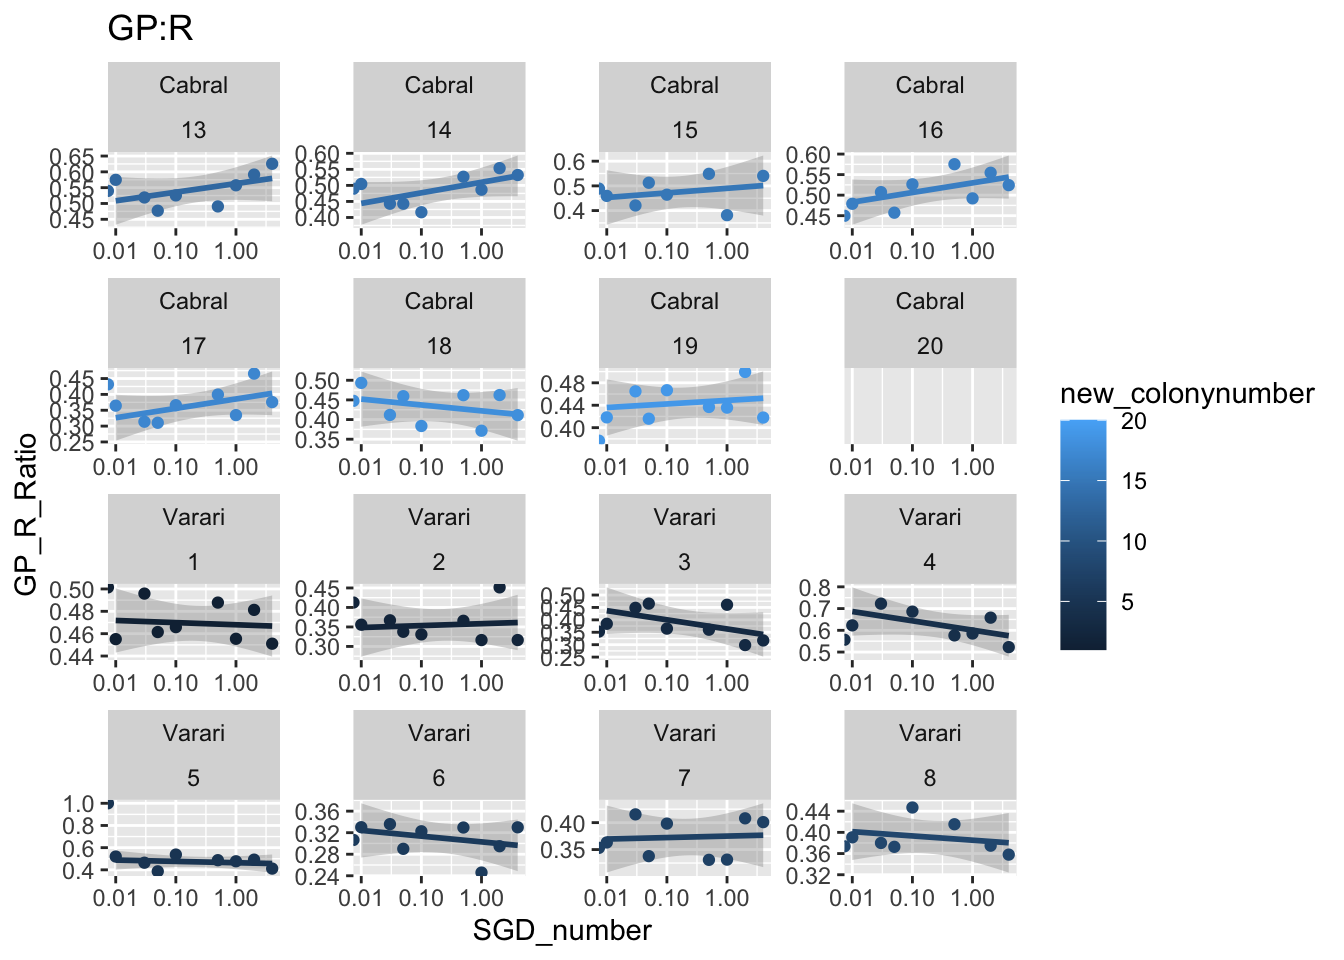 GP:R
Cabral Cabral Cabral Cabral
13 14 15 16
0.65 0.60 0.55 0.50 0.45
0.60 0.55 0.50 0.45 0.40
0.6 0.5 0.4
0.60 0.55 0.50 0.45
0.01 0.10 1.00 0.01 0.10 1.00 0.01 0.10 1.00 0.01 0.10 1.00
Cabral Cabral Cabral Cabral
17 18 19 20
0.45 0.40 0.35 0.30 0.25
0.50 0.45 0.40 0.35
0.48 0.44 0.40
0.01 0.10 1.00 0.01 0.10 1.00 0.01 0.10 1.00 0.01 0.10 1.00
Varari Varari Varari Varari
1 2 3 4
0.50 0.48 0.46 0.44
0.45 0.40 0.35 0.30
0.50 0.45 0.40 0.35 0.30 0.25
0.8 0.7 0.6 0.5
0.01 0.10 1.00 0.01 0.10 1.00 0.01 0.10 1.00 0.01 0.10 1.00
Varari Varari Varari Varari
5 6 7 8
1.0 0.8 0.6 0.4
0.36 0.32 0.28 0.24
0.40 0.35
0.44 0.40 0.36 0.32
0.01 0.10 1.00 0.01 0.10 1.00 0.01 0.10 1.00 0.01 0.10 1.00
SGD_number
GP_R_Ratio
new_colonynumber
20
15
10
5